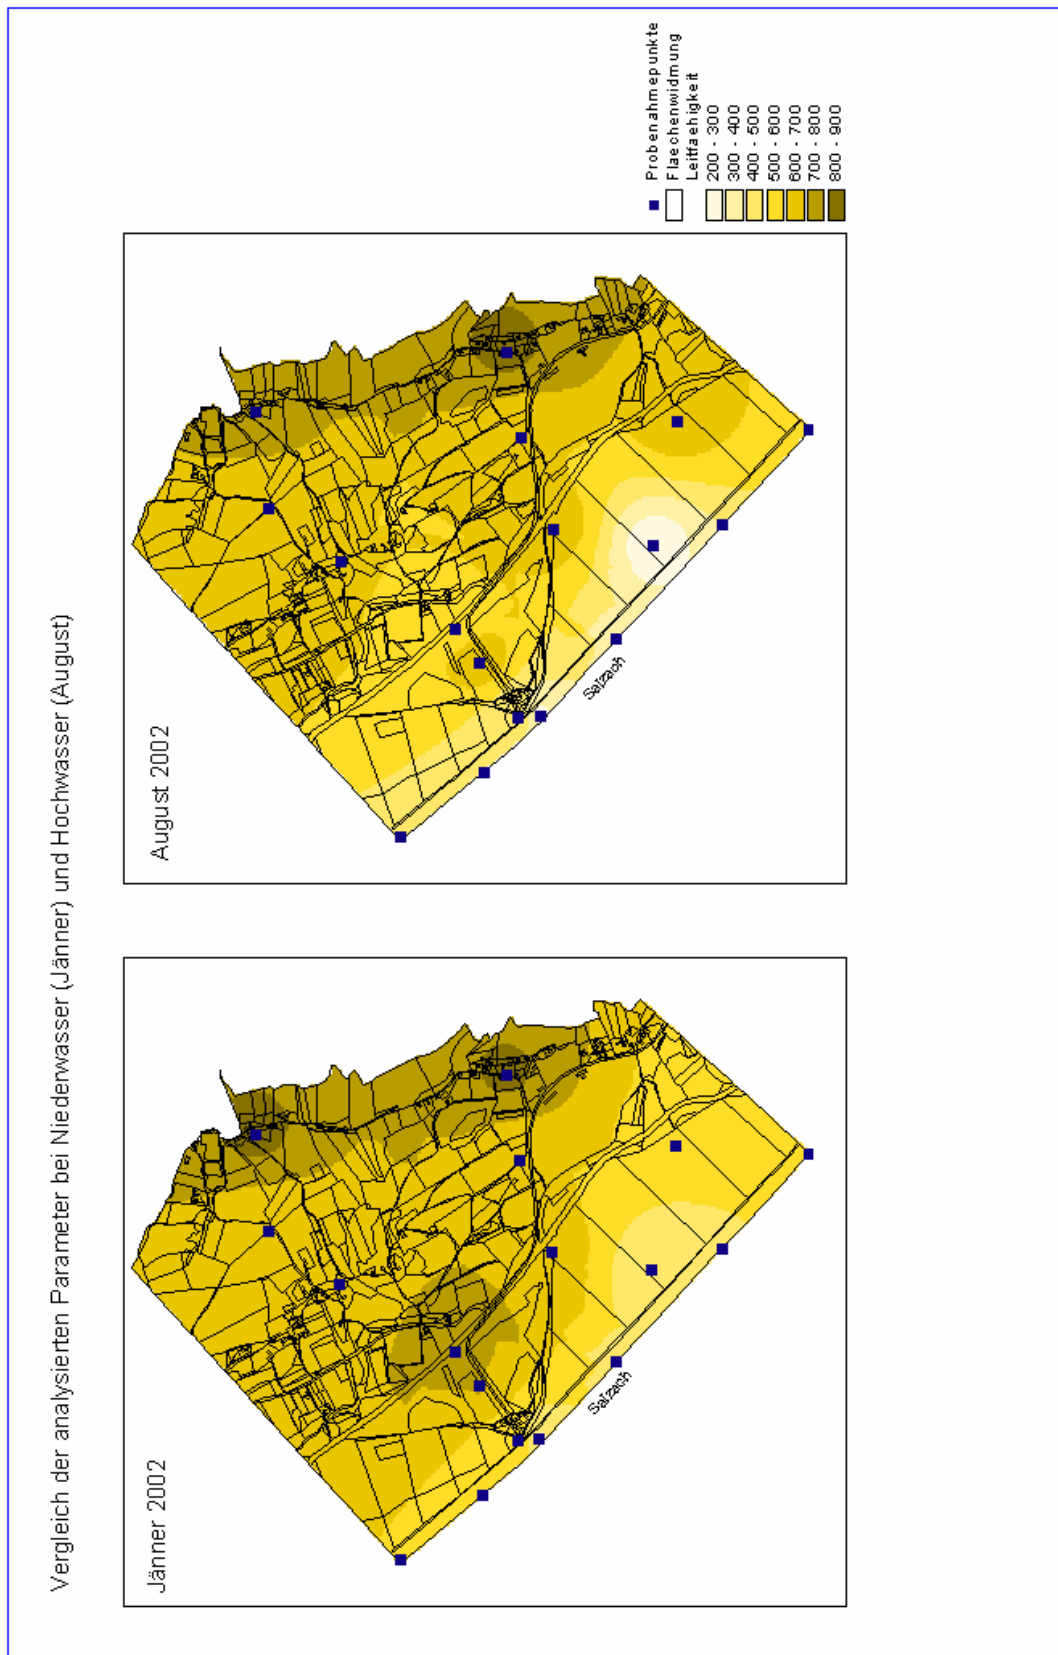 Vergleich der analysierten Parameter bei Niederwasser (Jänner) und Hochwasser (August)
Jänner 2002
Salzach
August 2002
Salzach
Probenahmepunkte
Flaechenwidmung
Leitfaehigkeit
200 - 300
300 - 400
400 - 500
500 - 600
600 - 700
700 - 800
800 - 900